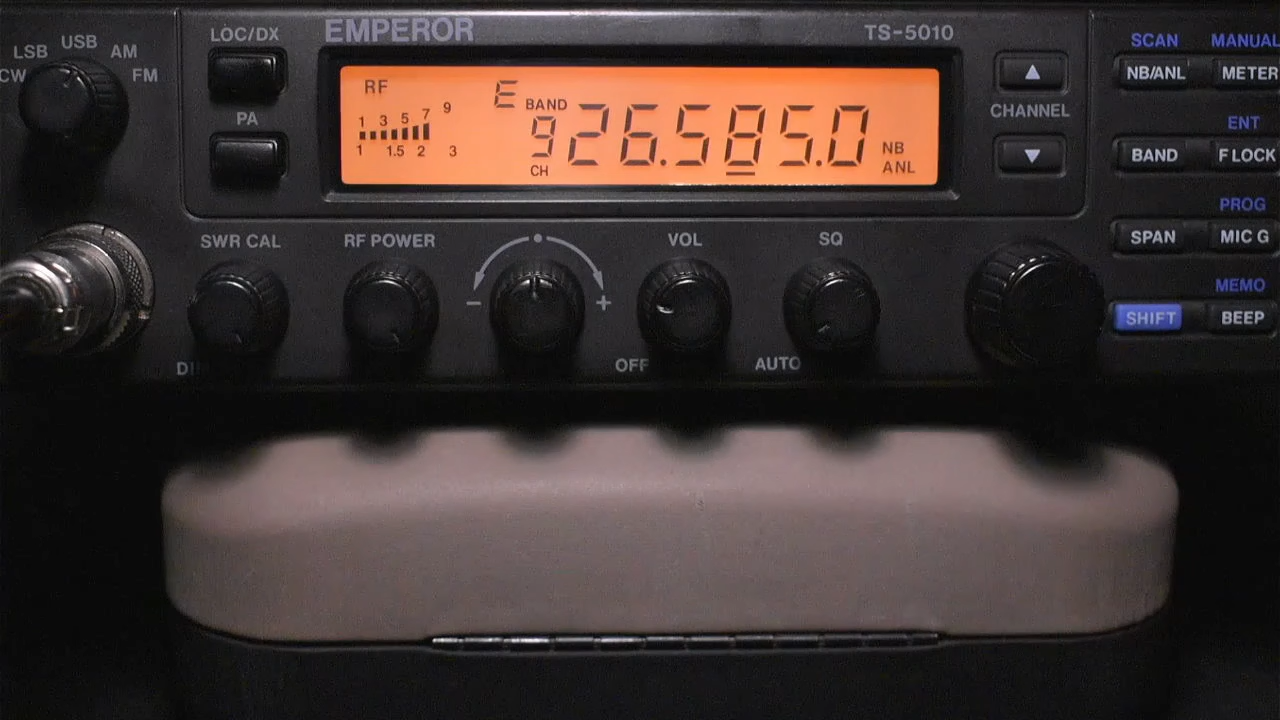 LSB USB AM
CW FM
LOC/DX
PA
EMPEROR
TS-5010
RF
1 3 5 7 9
1 1.5 2 3
E BAND
9 26.585.0
CH
NB
ANL
CHANNEL
SCAN MANUAL
NB/ANL METER
ENT
BAND F LOCK
PROG
SPAN MIC G
MEMO
SHIFT BEEP
SWR CAL RF POWER VOL SQ
− +
OFF AUTO